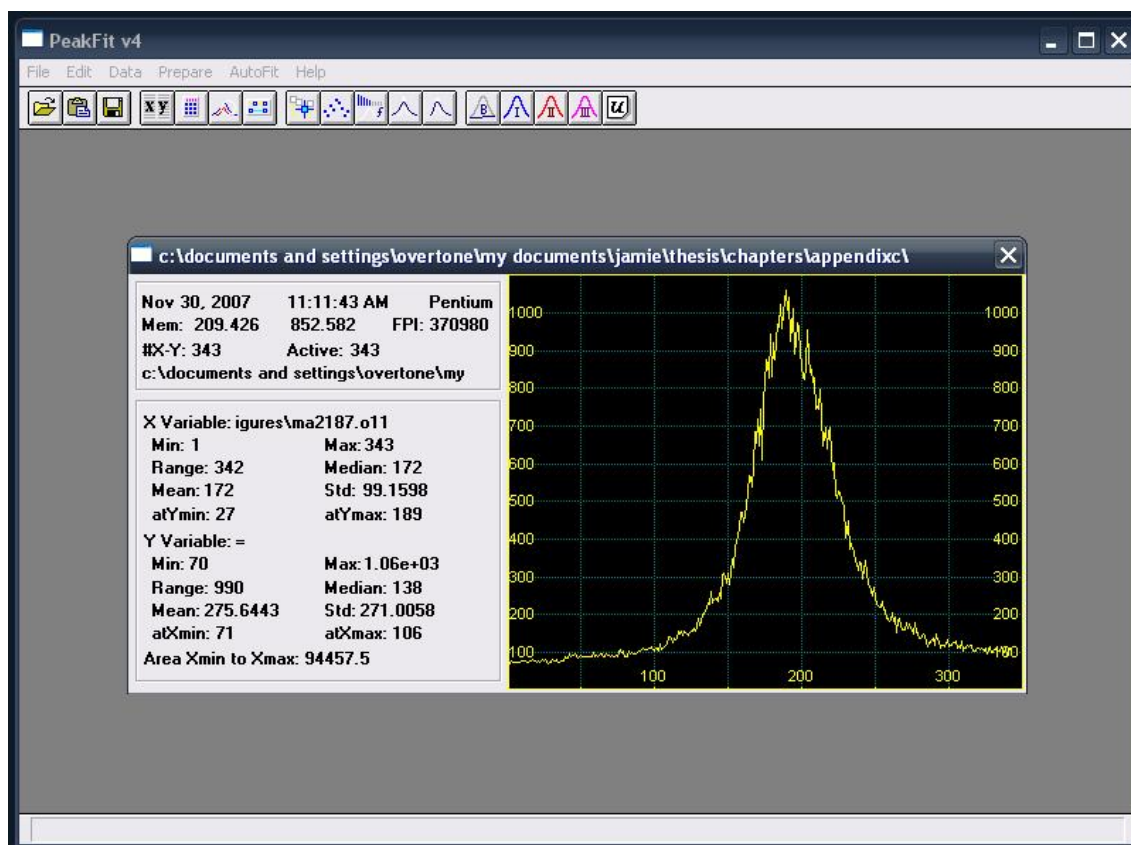 PeakFit v4
File Edit Data Prepare AutoFit Help
xy f B I II III u
c:\documents and settings\overtone\my documents\jamie\thesis\chapters\appendixc\
Nov 30, 2007 11:11:43 AM Pentium
Mem: 209.426 852.582 FPI: 370980
#X-Y: 343 Active: 343
c:\documents and settings\overtone\my
X Variable: igures\ma2187.o11
Min: 1 Max: 343
Range: 342 Median: 172
Mean: 172 Std: 99.1598
atYmin: 27 atYmax: 189
Y Variable: =
Min: 70 Max: 1.06e+03
Range: 990 Median: 138
Mean: 275.6443 Std: 271.0058
atXmin: 71 atXmax: 106
Area Xmin to Xmax: 94457.5
1000 1000
900 900
800 800
700 700
600 600
500 500
400 400
300 300
200 200
100 100
100 200 300